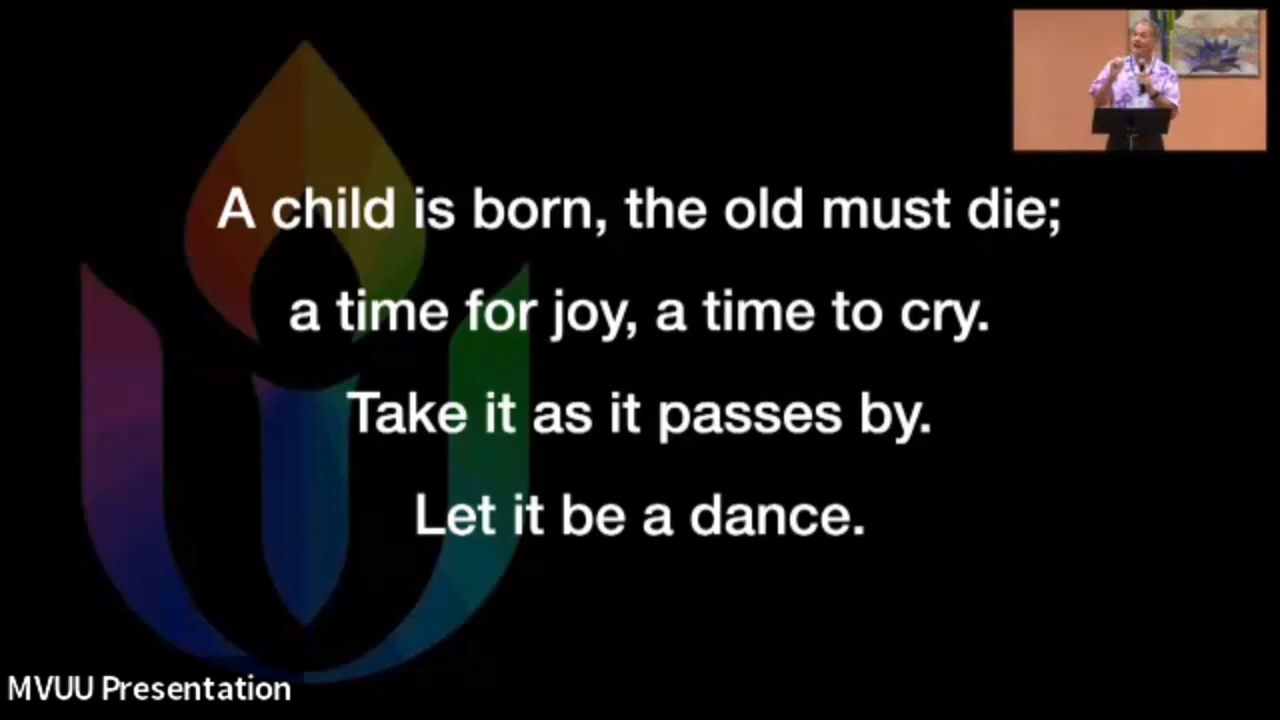 A child is born, the old must die;
a time for joy, a time to cry.
Take it as it passes by.
Let it be a dance.
MVUU Presentation